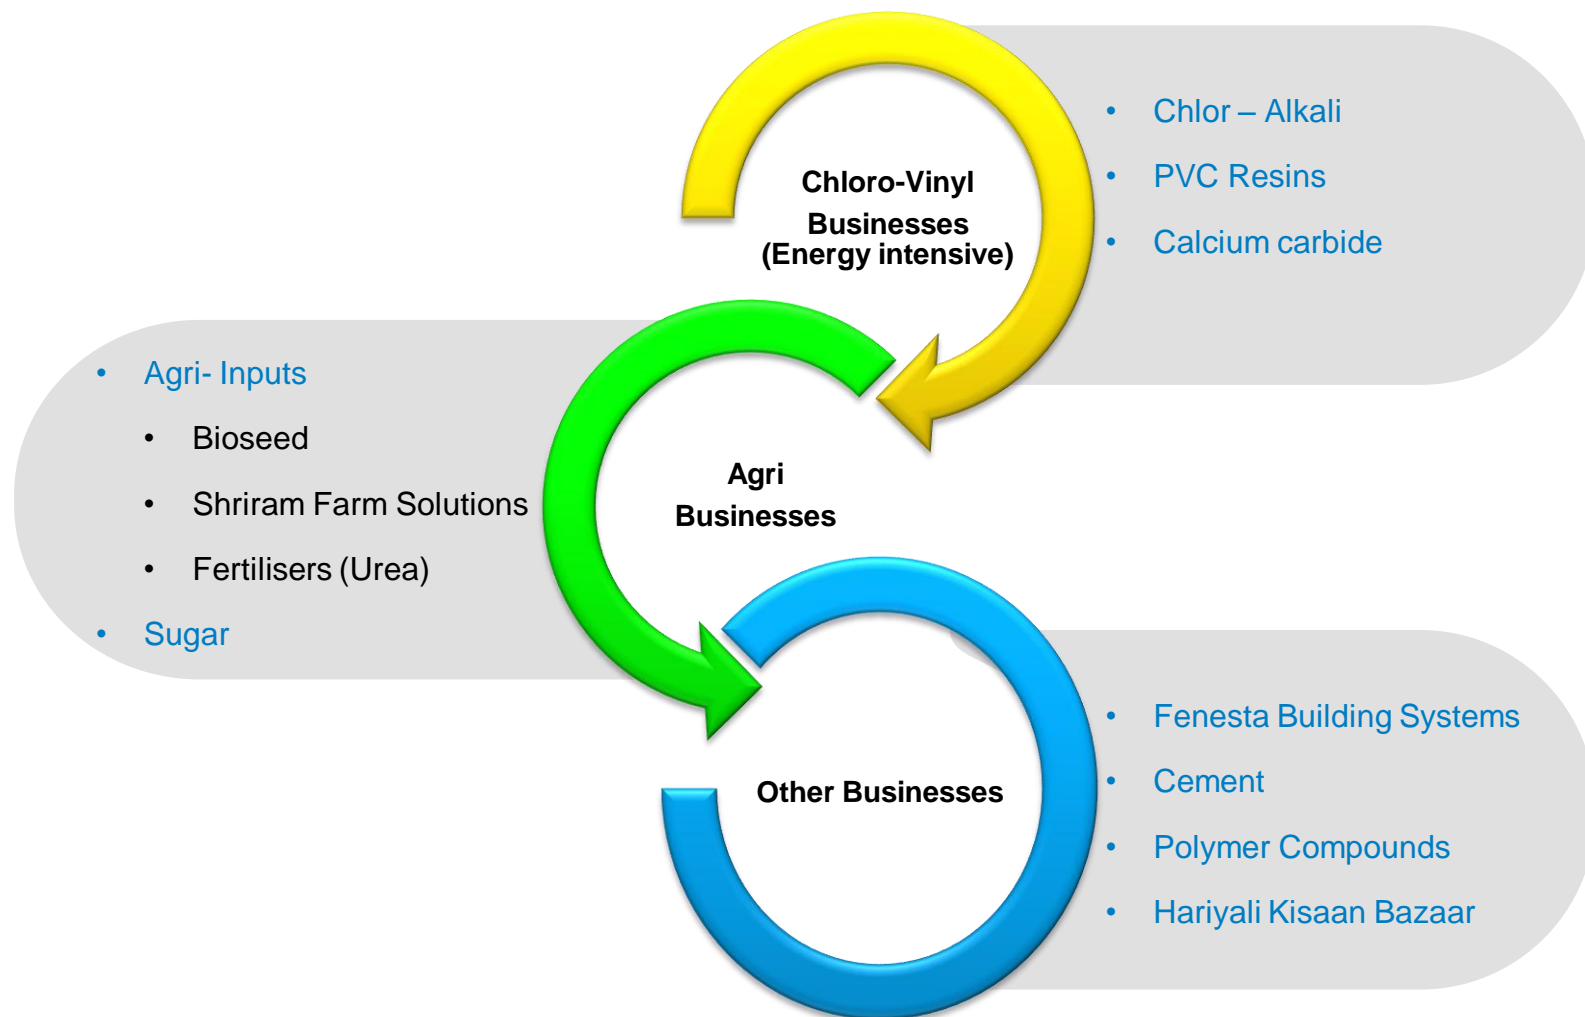 Chloro-Vinyl
Businesses
(Energy intensive)
• Chlor – Alkali
• PVC Resins
• Calcium carbide
Agri
Businesses
• Agri- Inputs
• Bioseed
• Shriram Farm Solutions
• Fertilisers (Urea)
• Sugar
Other Businesses
• Fenesta Building Systems
• Cement
• Polymer Compounds
• Hariyali Kisaan Bazaar